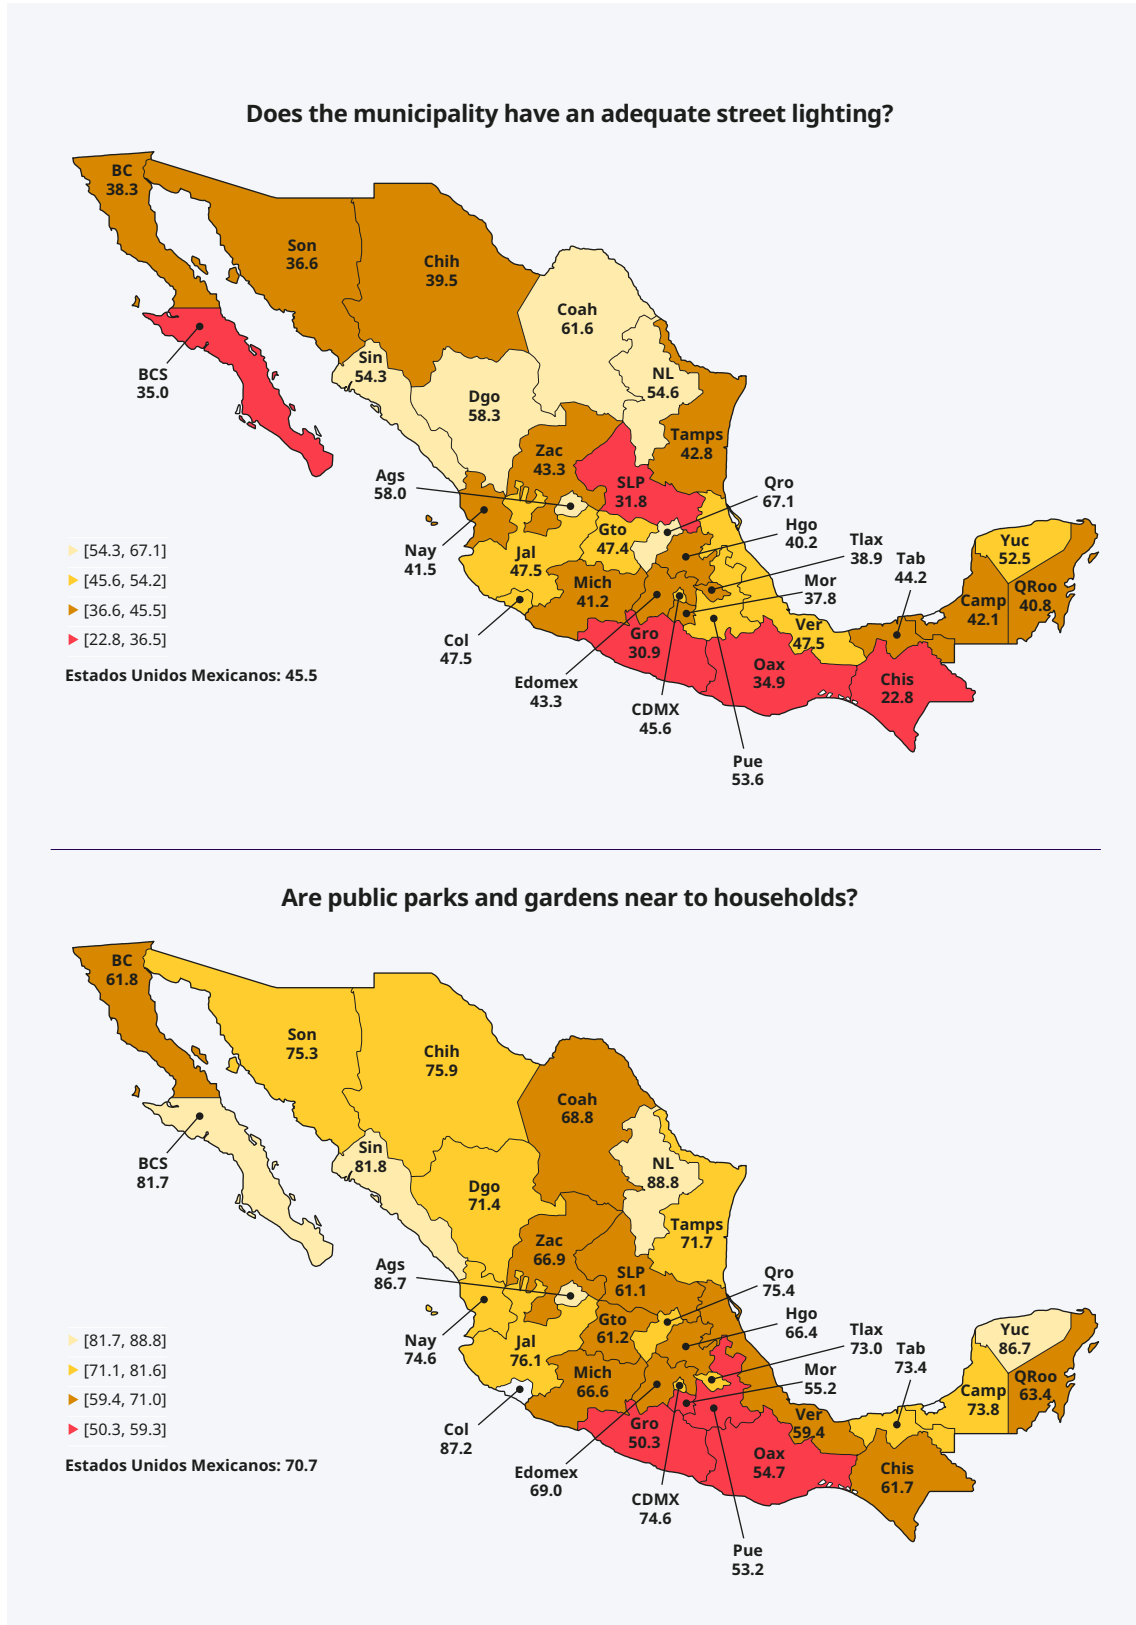 Does the municipality have an adequate street lighting?
BC
38.3
Son
36.6
Chih
39.5
Coah
61.6
BCS
35.0
Sin
54.3
NL
54.6
Dgo
58.3
Tamps
42.8
Zac
43.3
Ags
58.0
SLP
31.8
Qro
67.1
Hgo
40.2
Gto
47.4
Nay
41.5
Jal
47.5
Tlax
38.9
Yuc
52.5
Tab
44.2
Mich
41.2
Mor
37.8
QRoo
40.8
Camp
42.1
Ver
47.5
Col
47.5
Gro
30.9
Oax
34.9
Chis
22.8
Edomex
43.3
CDMX
45.6
Pue
53.6
[54.3, 67.1]
[45.6, 54.2]
[36.6, 45.5]
[22.8, 36.5]
Estados Unidos Mexicanos: 45.5
Are public parks and gardens near to households?
BC
61.8
Son
75.3
Chih
75.9
Coah
68.8
BCS
81.7
Sin
81.8
NL
88.8
Dgo
71.4
Tamps
71.7
Zac
66.9
Ags
86.7
SLP
61.1
Qro
75.4
Hgo
66.4
Gto
61.2
Nay
74.6
Jal
76.1
Tlax
73.0
Yuc
86.7
Tab
73.4
Mich
66.6
Mor
55.2
QRoo
63.4
Camp
73.8
Ver
59.4
Col
87.2
Gro
50.3
Oax
54.7
Chis
61.7
Edomex
69.0
CDMX
74.6
Pue
53.2
[81.7, 88.8]
[71.1, 81.6]
[59.4, 71.0]
[50.3, 59.3]
Estados Unidos Mexicanos: 70.7